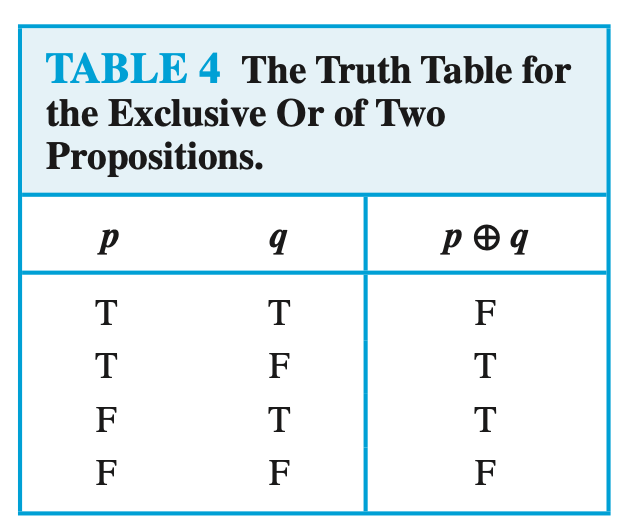 TABLE 4 The Truth Table for
the Exclusive Or of Two
Propositions.
p q p ⊕ q
T T F
T F T
F T T
F F F